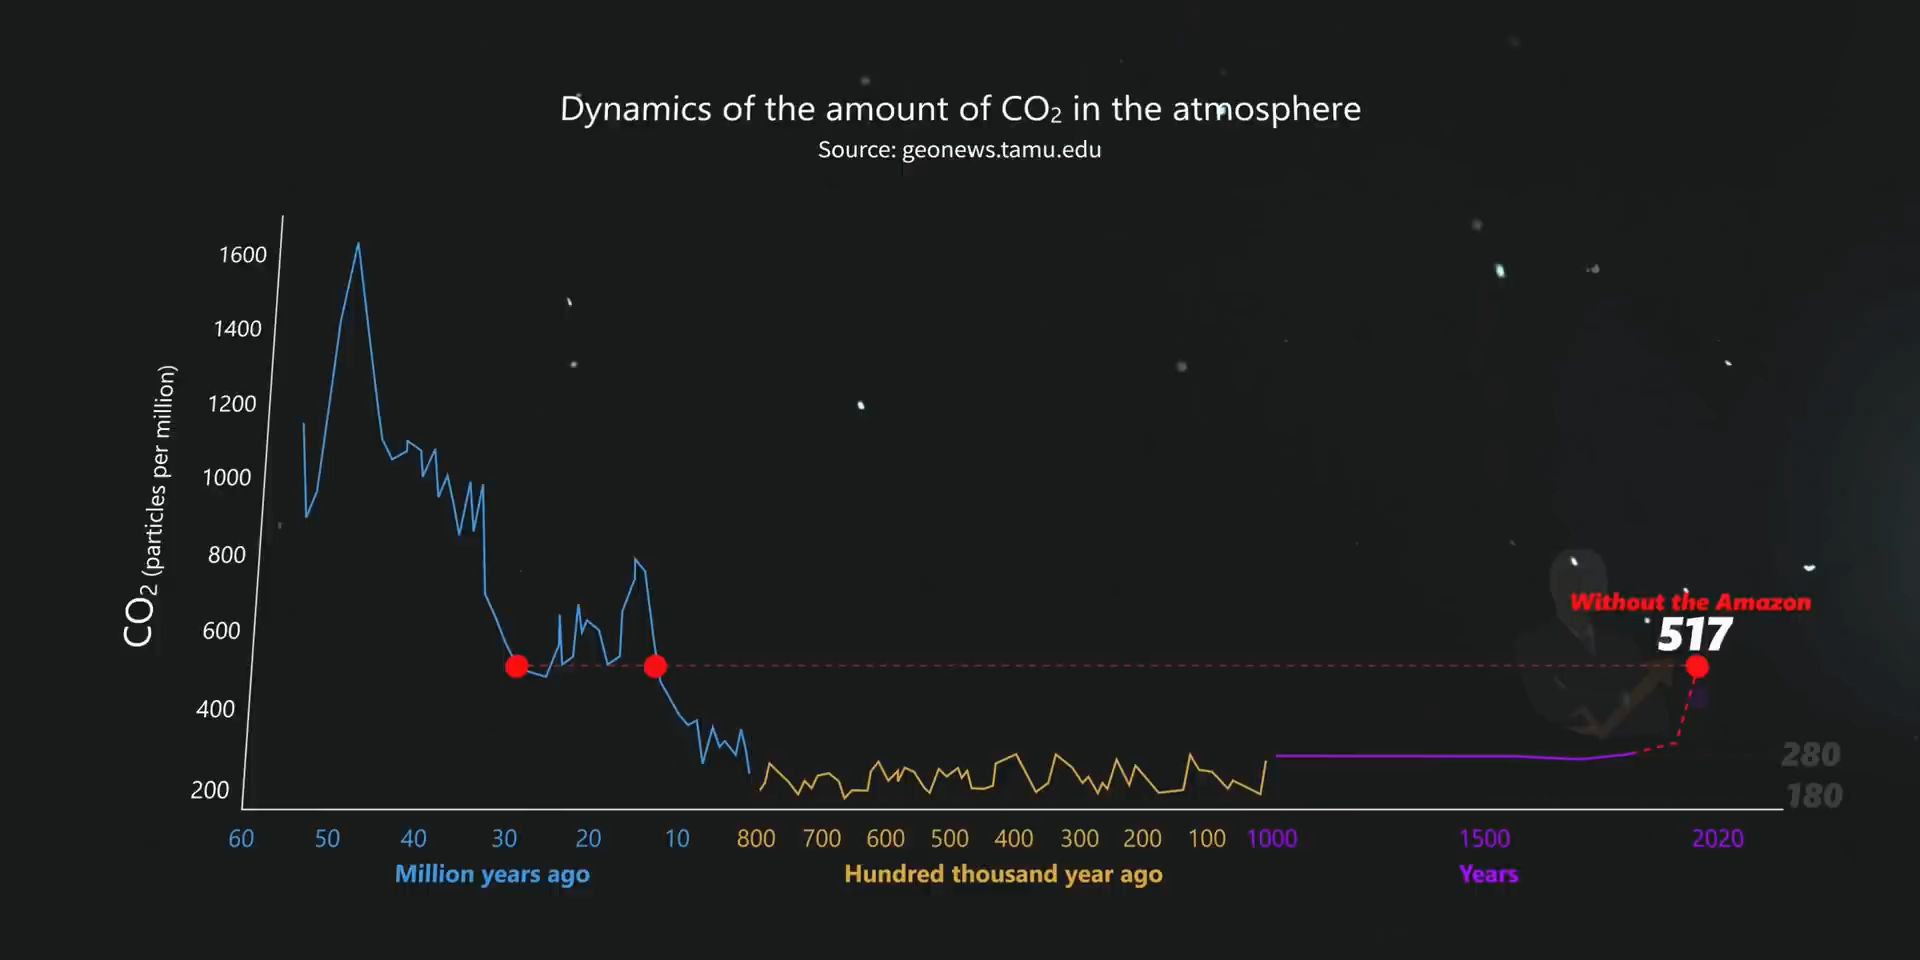 Dynamics of the amount of CO₂ in the atmosphere
Source: geonews.tamu.edu
CO₂ (particles per million)
1600
1400
1200
1000
800
600
400
200
Without the Amazon
517
280
180
60 50 40 30 20 10 800 700 600 500 400 300 200 100 1000 1500 2020
Million years ago Hundred thousand year ago Years